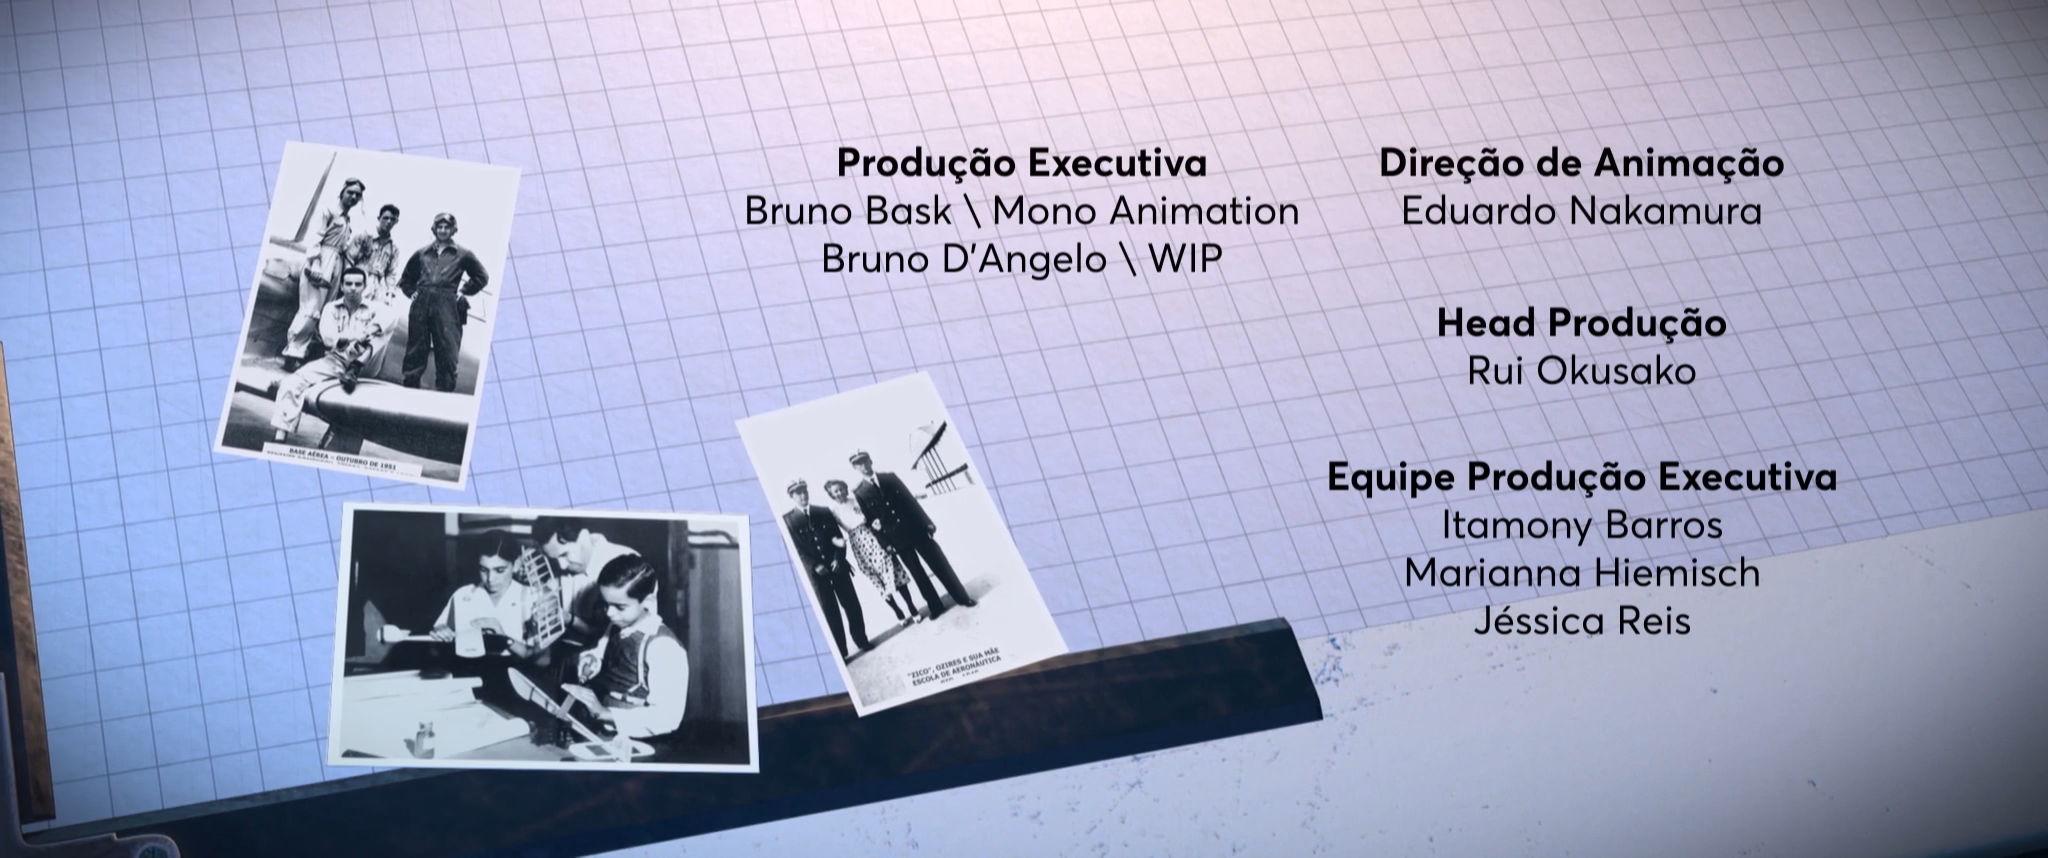 Produção Executiva
Bruno Bask \ Mono Animation
Bruno D'Angelo \ WIP
Direção de Animação
Eduardo Nakamura
Head Produção
Rui Okusako
Equipe Produção Executiva
Itamony Barros
Marianna Hiemisch
Jéssica Reis
BASE AÉREA - OUTUBRO DE 1951
"ZICO", OZIRES E SUA MÃE
ESCOLA DE AERONÁUTICA